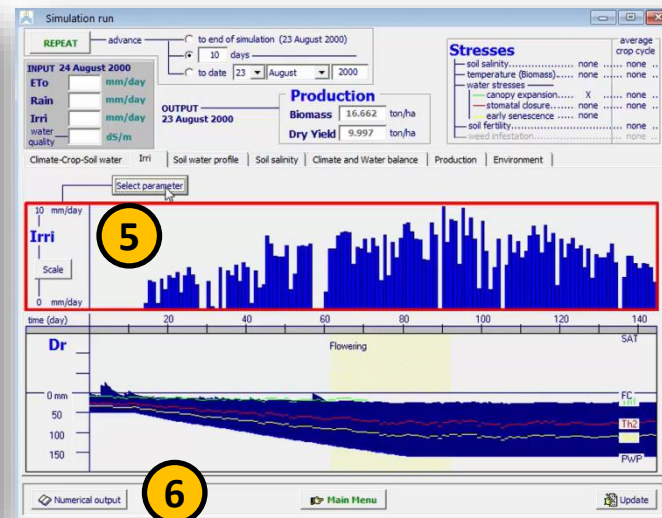 Simulation run
REPEAT
advance
to end of simulation (23 August 2000)
10 days
to date 23 August 2000
INPUT 24 August 2000
ETo mm/day
Rain mm/day
Irri mm/day
water quality dS/m
OUTPUT
23 August 2000
Production
Biomass 16.662 ton/ha
Dry Yield 9.997 ton/ha
Stresses
average
crop cycle
soil salinity............... none ..... none ..
temperature (Biomass)..... none ..... none ..
water stresses
canopy expansion..... X ..... none
stomatal closure..... none ..... none
early senescence ..... none
soil fertility............... none ..
weed infestation............... none ..
Climate-Crop-Soil water
Irri
Soil water profile
Soil salinity
Climate and Water balance
Production
Environment
Select parameter
10 mm/day
Irri
5
Scale
0 mm/day
time (day) 20 40 60 80 100 120 140
Dr
Flowering
SAT
0 mm
FC
50
Th2
100
150
PWP
Numerical output
6
Main Menu
Update